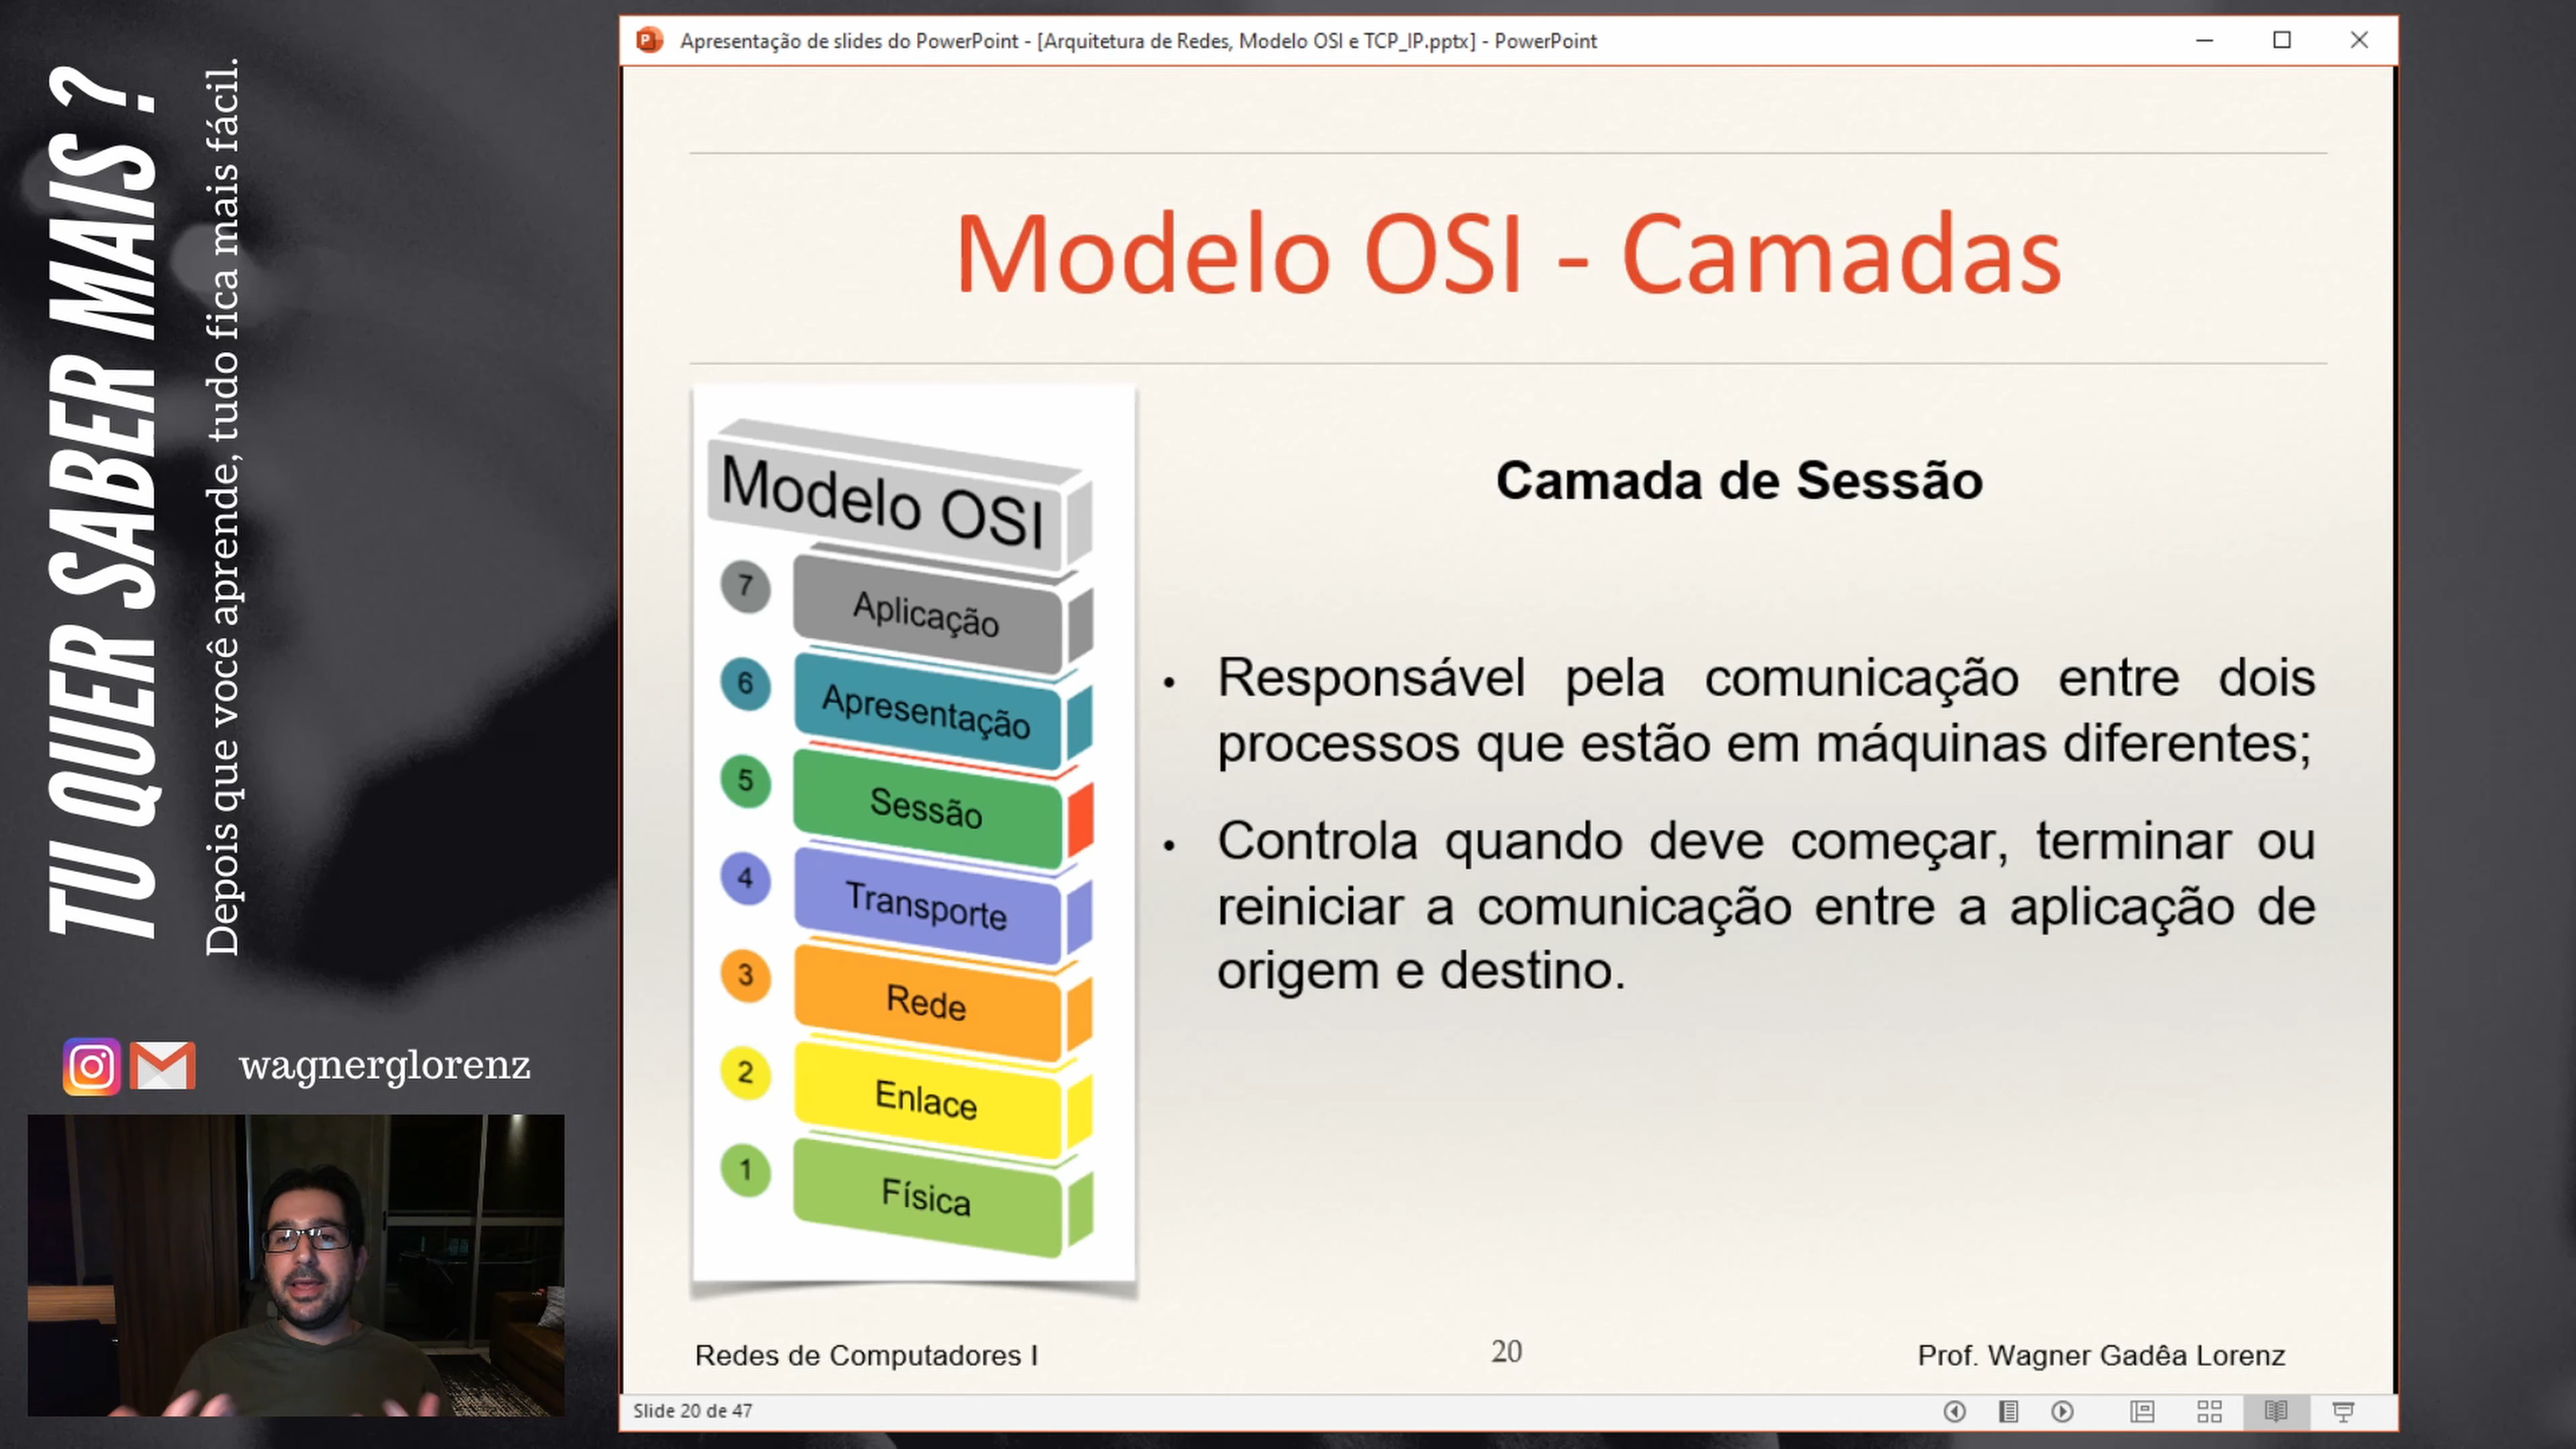 TU QUER SABER MAIS ?
Depois que você aprende, tudo fica mais fácil.
wagnerglorenz
Apresentação de slides do PowerPoint - [Arquitetura de Redes, Modelo OSI e TCP_IP.pptx] - PowerPoint
Modelo OSI - Camadas
Modelo OSI
7 Aplicação
6 Apresentação
5 Sessão
4 Transporte
3 Rede
2 Enlace
1 Física
Camada de Sessão
• Responsável pela comunicação entre dois
processos que estão em máquinas diferentes;
• Controla quando deve começar, terminar ou
reiniciar a comunicação entre a aplicação de
origem e destino.
Redes de Computadores I
20
Prof. Wagner Gadêa Lorenz
Slide 20 de 47